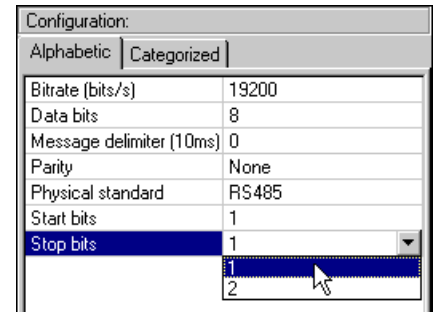 Configuration:
Alphabetic Categorized
Bitrate (bits/s) 19200
Data bits 8
Message delimiter (10ms) 0
Parity None
Physical standard RS485
Start bits 1
Stop bits 1
1
2